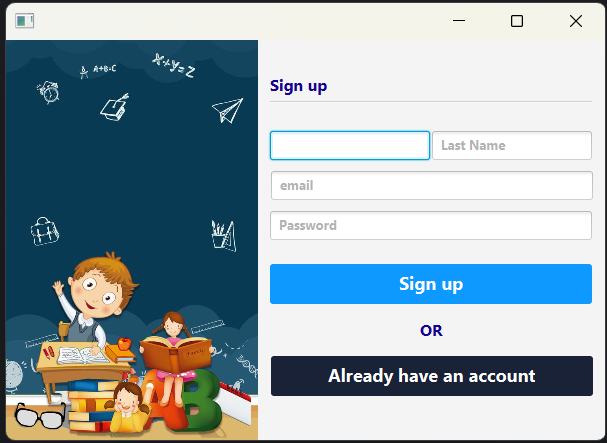 A+B=C
X+Y=Z
Sign up
Last Name
email
Password
Sign up
OR
Already have an account